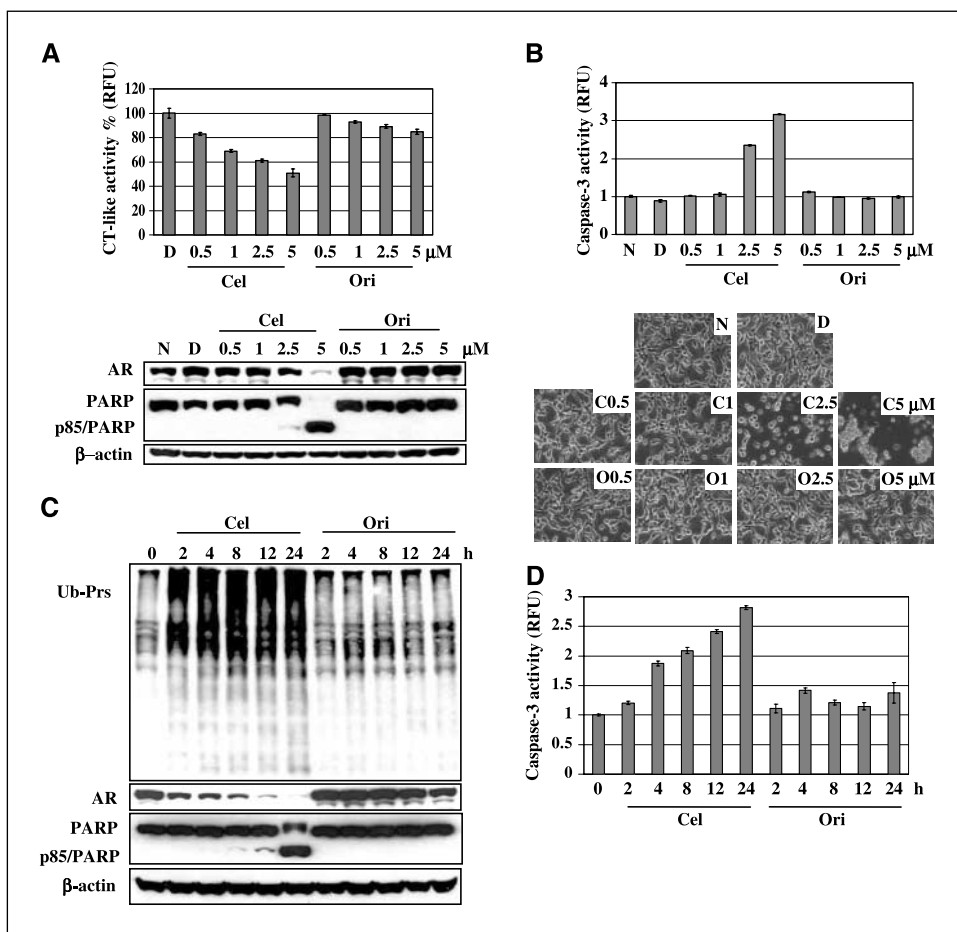 A
CT-like activity % (RFU)
120
100
80
60
40
20
0
D 0.5 1 2.5 5 0.5 1 2.5 5 μM
Cel Ori
Cel Ori
N D 0.5 1 2.5 5 0.5 1 2.5 5 μM
AR
PARP
p85/PARP
β–actin
B
Caspase-3 activity (RFU)
4
3
2
1
0
N D 0.5 1 2.5 5 0.5 1 2.5 5 μM
Cel Ori
N D
C0.5 C1 C2.5 C5 μM
O0.5 O1 O2.5 O5 μM
C
Cel Ori
0 2 4 8 12 24 2 4 8 12 24 h
Ub-Prs
AR
PARP
p85/PARP
β-actin
D
Caspase-3 activity (RFU)
3
2.5
2
1.5
1
0.5
0
0 2 4 8 12 24 2 4 8 12 24 h
Cel Ori